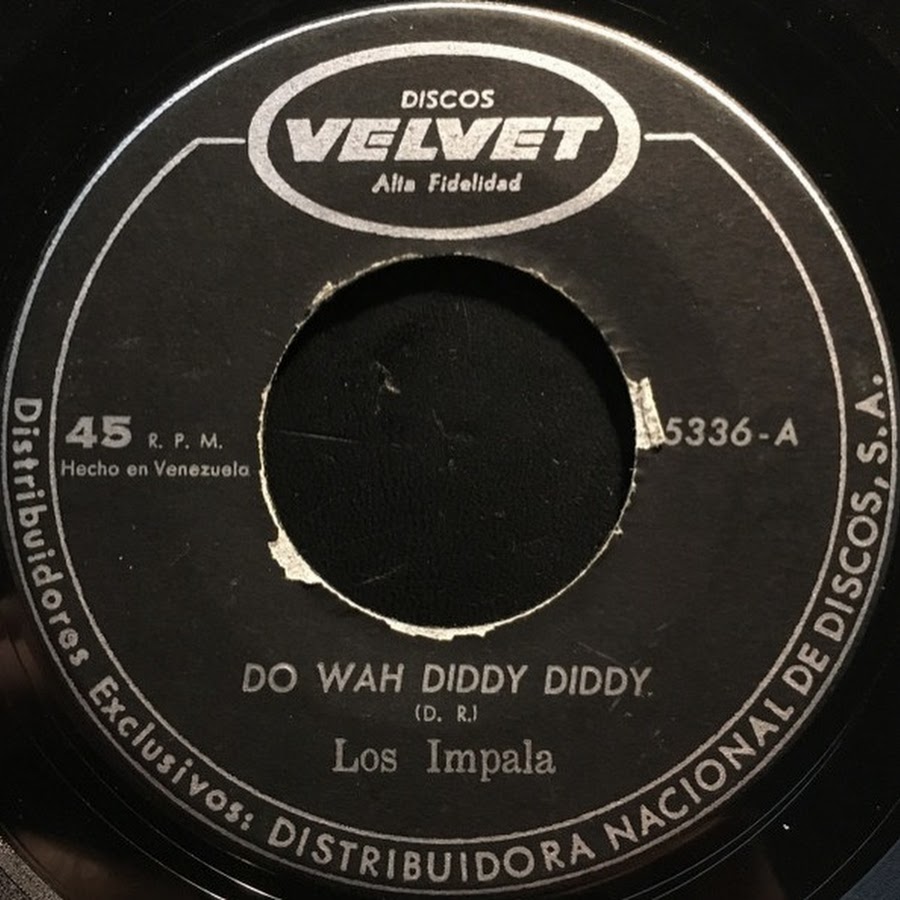 DISCOS
VELVET
Alta Fidelidad
45 R. P. M.
Hecho en Venezuela
5336-A
DO WAH DIDDY DIDDY
(D. R.)
Los Impala
Distribuidores Exclusivos: DISTRIBUIDORA NACIONAL DE DISCOS, S.A.